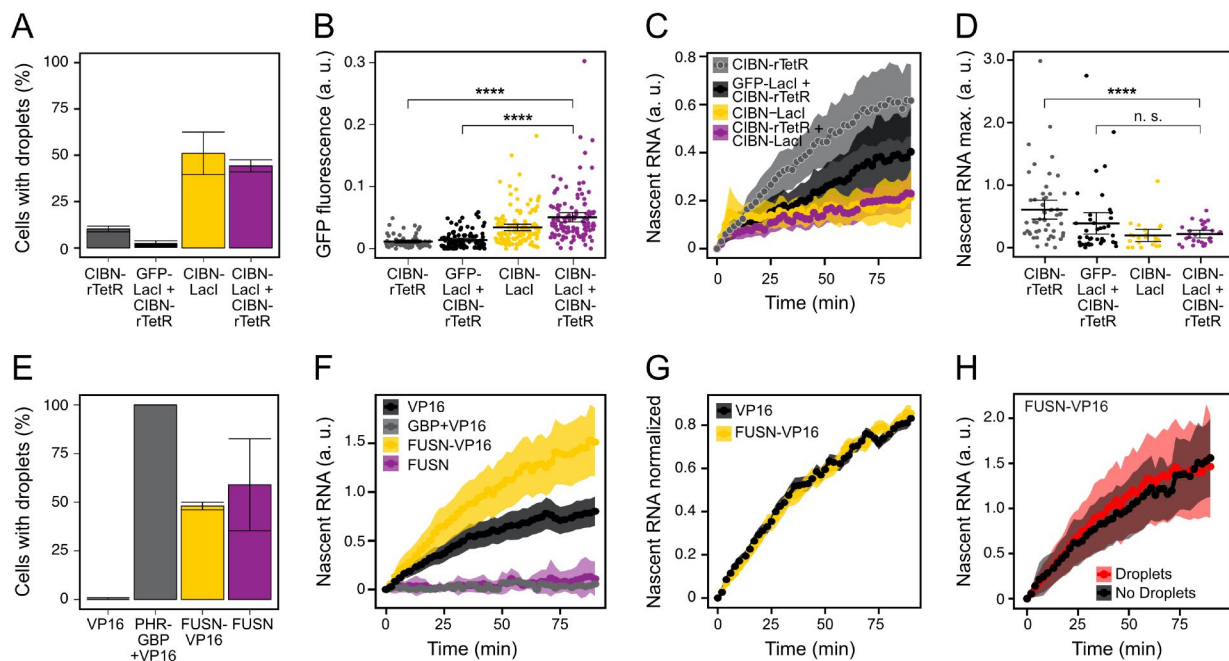 A
Cells with droplets (%)
100
50
0
CIBN-
rTetR
GFP-
LacI +
CIBN-
rTetR
CIBN-
LacI
CIBN-
LacI +
CIBN-
rTetR
B
GFP fluorescence (a. u.)
0.3
0.2
0.1
0
****
****
CIBN-
rTetR
GFP-
LacI +
CIBN-
rTetR
CIBN-
LacI
CIBN-
LacI +
CIBN-
rTetR
C
Nascent RNA (a. u.)
0.8
0.6
0.4
0.2
0.0
CIBN-rTetR
GFP-LacI +
CIBN-rTetR
CIBN–LacI
CIBN-rTetR +
CIBN-LacI
0 25 50 75
Time (min)
D
Nascent RNA max. (a. u.)
3.0
2.0
1.0
0
****
n. s.
CIBN-
rTetR
GFP-
LacI +
CIBN-
rTetR
CIBN-
LacI
CIBN-
LacI +
CIBN-
rTetR
E
Cells with droplets (%)
100
75
50
25
0
VP16
PHR-
GBP
+VP16
FUSN-
VP16
FUSN
F
Nascent RNA (a. u.)
1.5
1.0
0.5
0
VP16
GBP+VP16
FUSN-VP16
FUSN
0 25 50 75
Time (min)
G
Nascent RNA normalized
0.8
0.6
0.4
0.2
0
VP16
FUSN-VP16
0 25 50 75
Time (min)
H
Nascent RNA (a. u.)
2.0
1.5
1.0
0.5
0.0
FUSN-VP16
Droplets
No Droplets
0 25 50 75
Time (min)